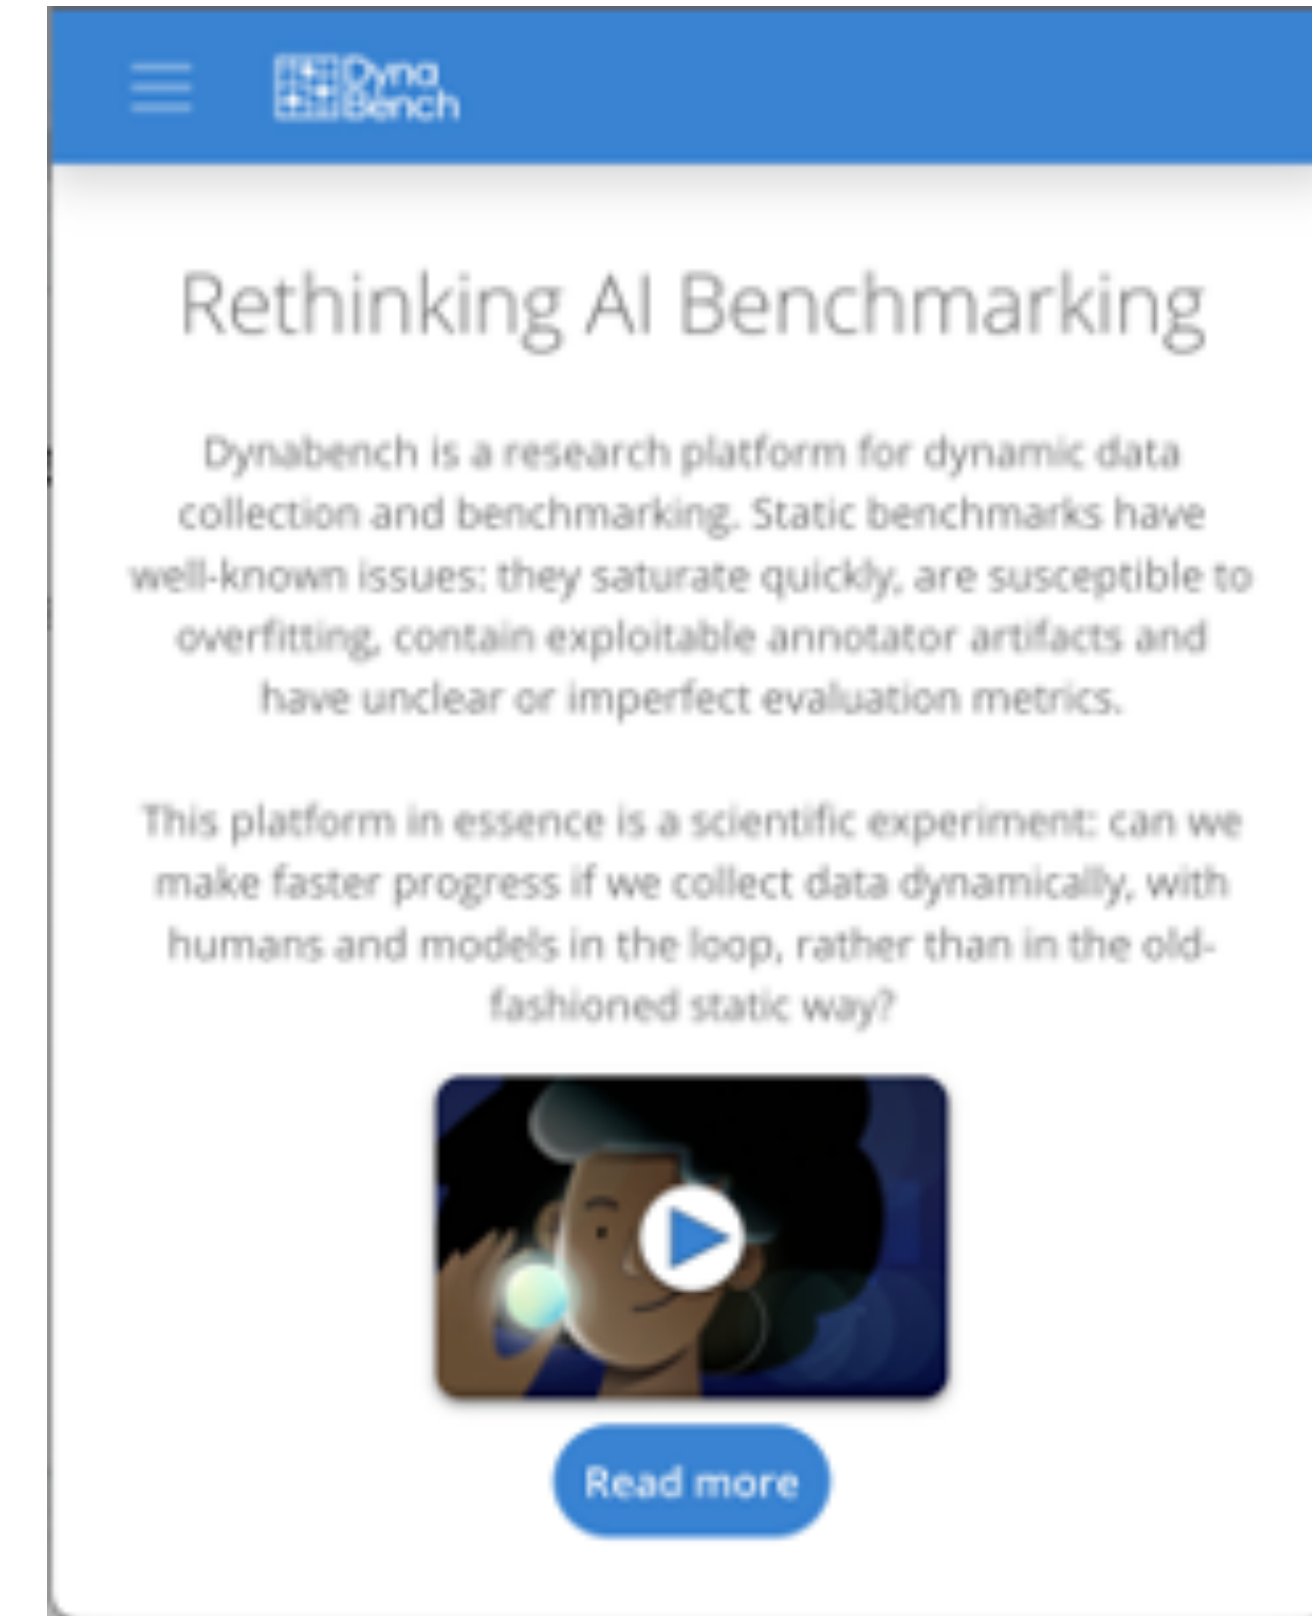 Dyna
Bench
Rethinking AI Benchmarking
Dynabench is a research platform for dynamic data
collection and benchmarking. Static benchmarks have
well-known issues: they saturate quickly, are susceptible to
overfitting, contain exploitable annotator artifacts and
have unclear or imperfect evaluation metrics.
This platform in essence is a scientific experiment: can we
make faster progress if we collect data dynamically, with
humans and models in the loop, rather than in the old-
fashioned static way?
Read more